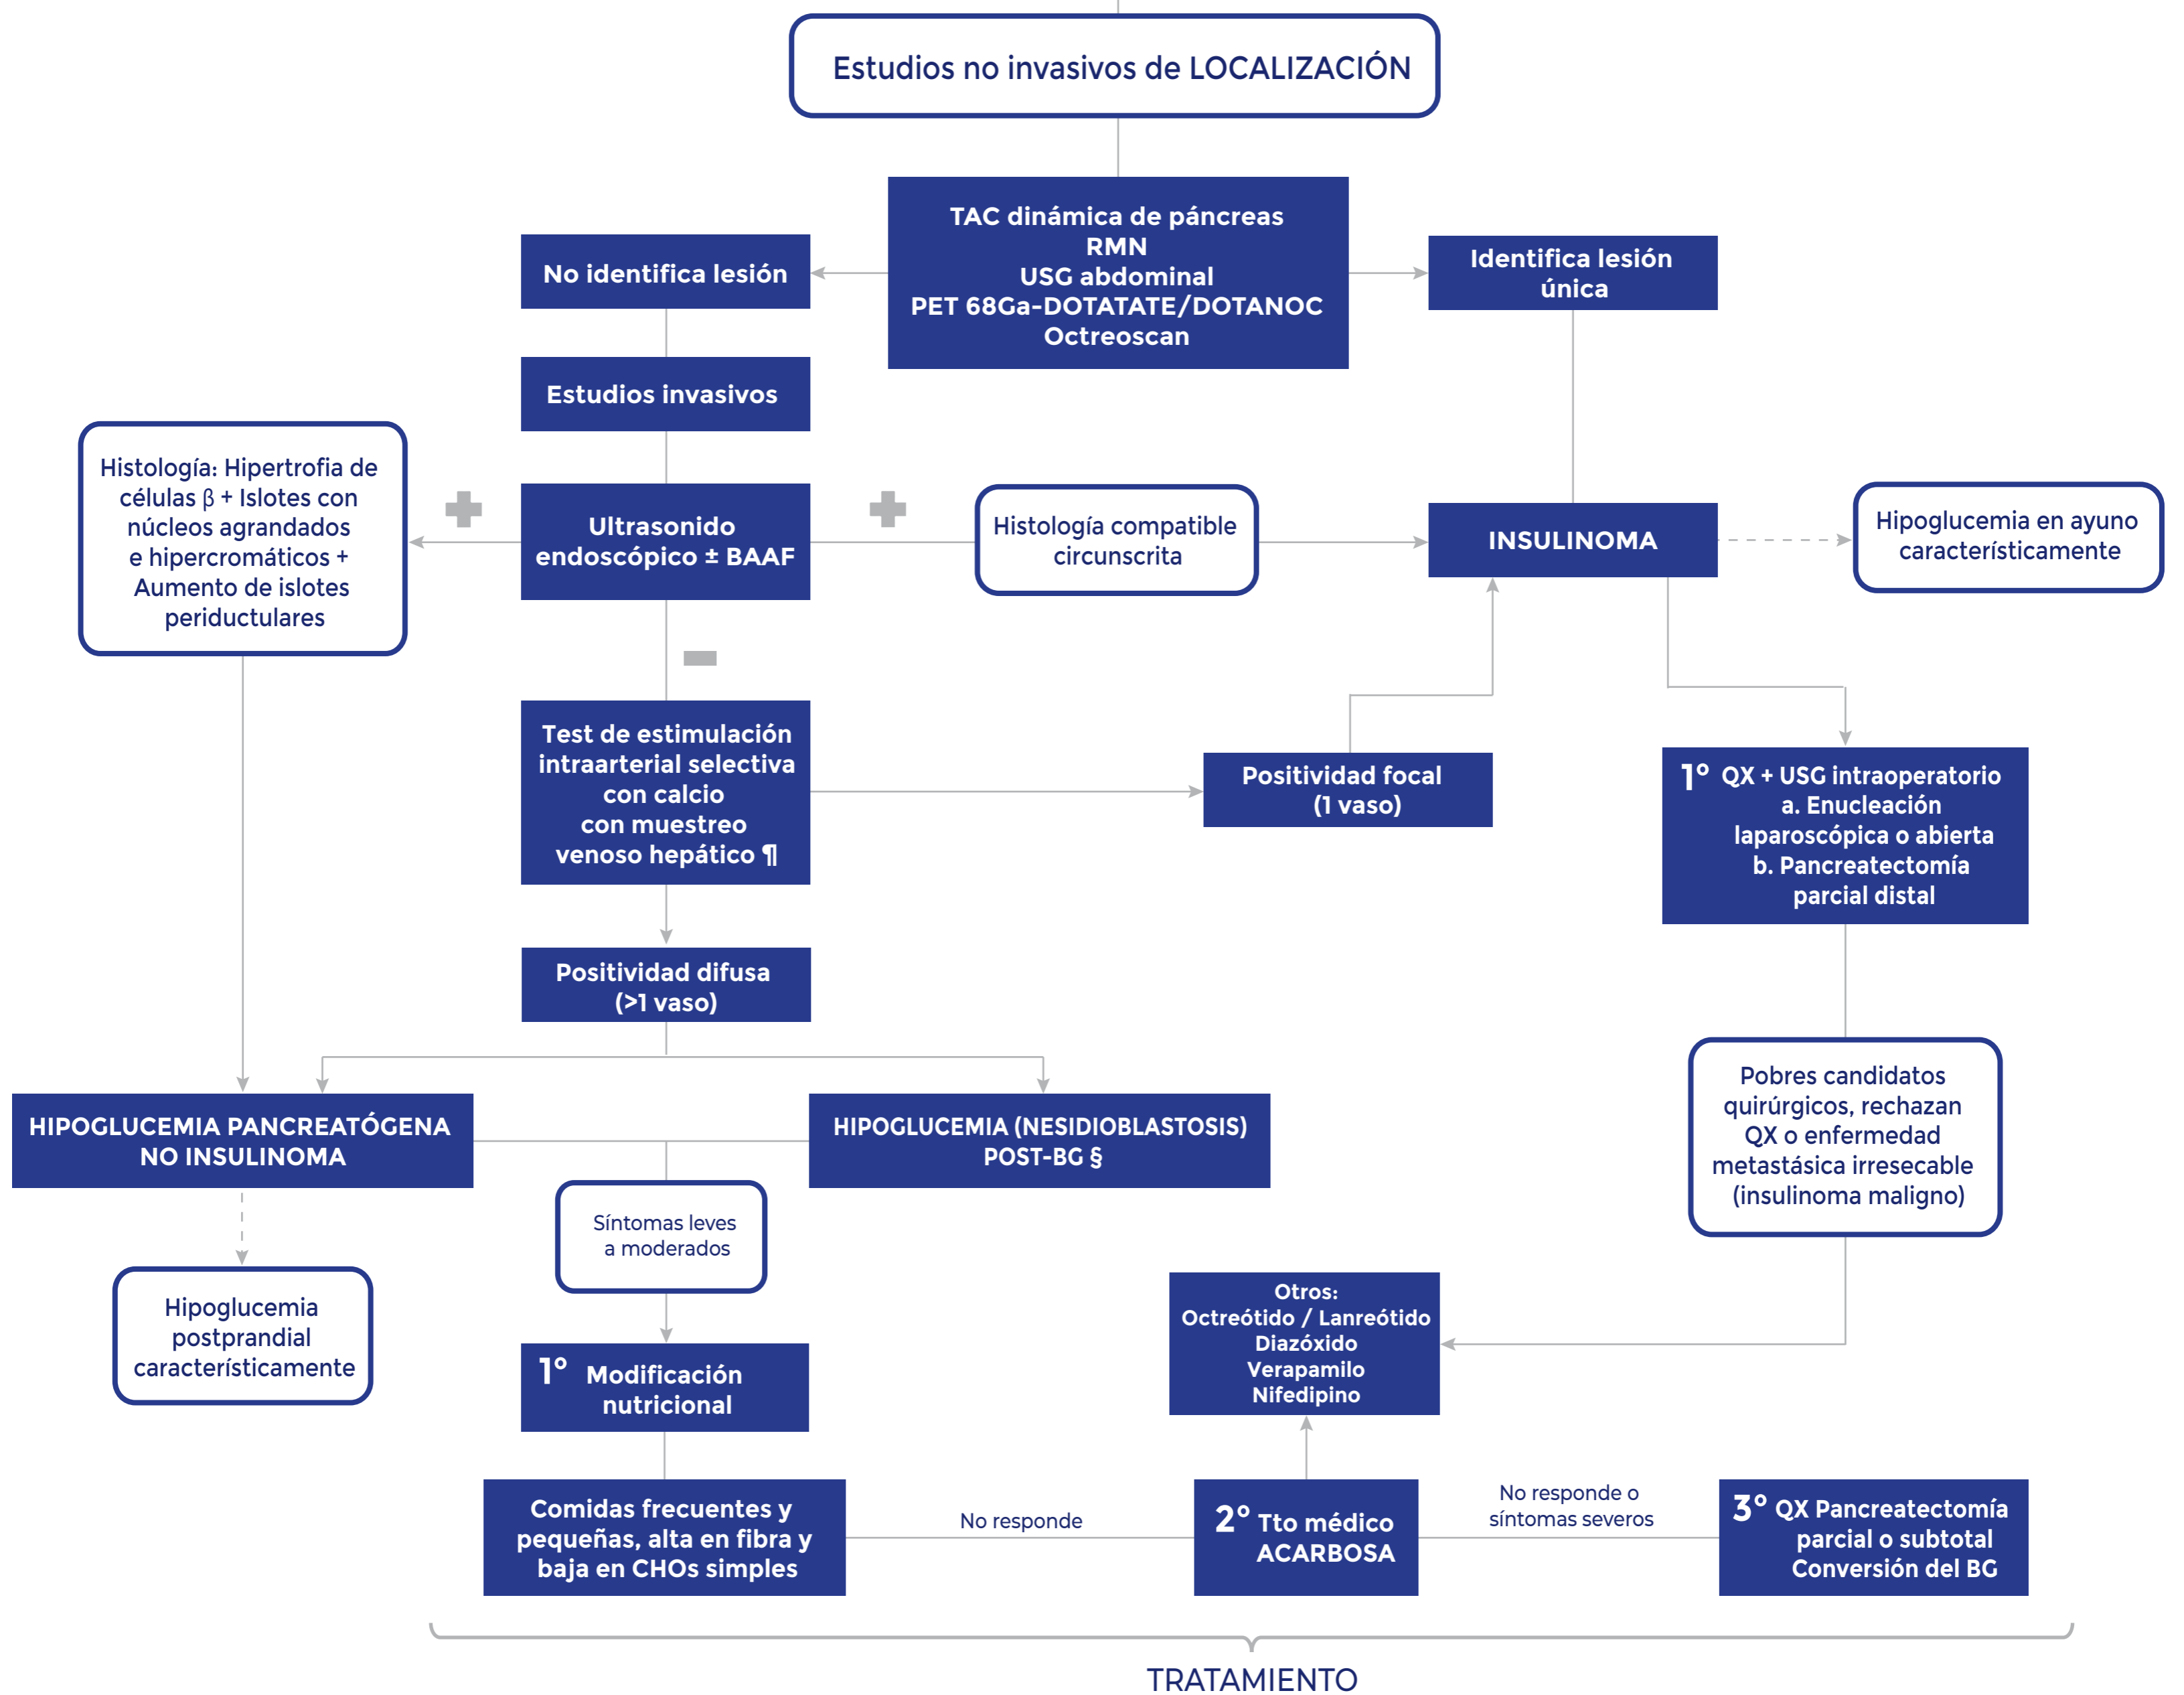 Estudios no invasivos de LOCALIZACIÓN
TAC dinámica de páncreas
RMN
USG abdominal
PET 68Ga-DOTATATE/DOTANOC
Octreoscan
No identifica lesión
Identifica lesión
única
Estudios invasivos
Histología: Hipertrofia de
células β + Islotes con
núcleos agrandados
e hipercromáticos +
Aumento de islotes
periductulares
Ultrasonido
endoscópico ± BAAF
Histología compatible
circunscrita
INSULINOMA
Hipoglucemia en ayuno
característicamente
Test de estimulación
intraarterial selectiva
con calcio
con muestreo
venoso hepático ¶
Positividad focal
(1 vaso)
1° QX + USG intraoperatorio
a. Enucleación
laparoscópica o abierta
b. Pancreatectomía
parcial distal
Positividad difusa
(>1 vaso)
Pobres candidatos
quirúrgicos, rechazan
QX o enfermedad
metastásica irresecable
(insulinoma maligno)
HIPOGLUCEMIA PANCREATÓGENA
NO INSULINOMA
HIPOGLUCEMIA (NESIDIOBLASTOSIS)
POST-BG §
Síntomas leves
a moderados
Hipoglucemia
postprandial
característicamente
Otros:
Octreótido / Lanreótido
Diazóxido
Verapamilo
Nifedipino
1° Modificación
nutricional
Comidas frecuentes y
pequeñas, alta en fibra y
baja en CHOs simples
No responde
2° Tto médico
ACARBOSA
No responde o
síntomas severos
3° QX Pancreatectomía
parcial o subtotal
Conversión del BG
TRATAMIENTO